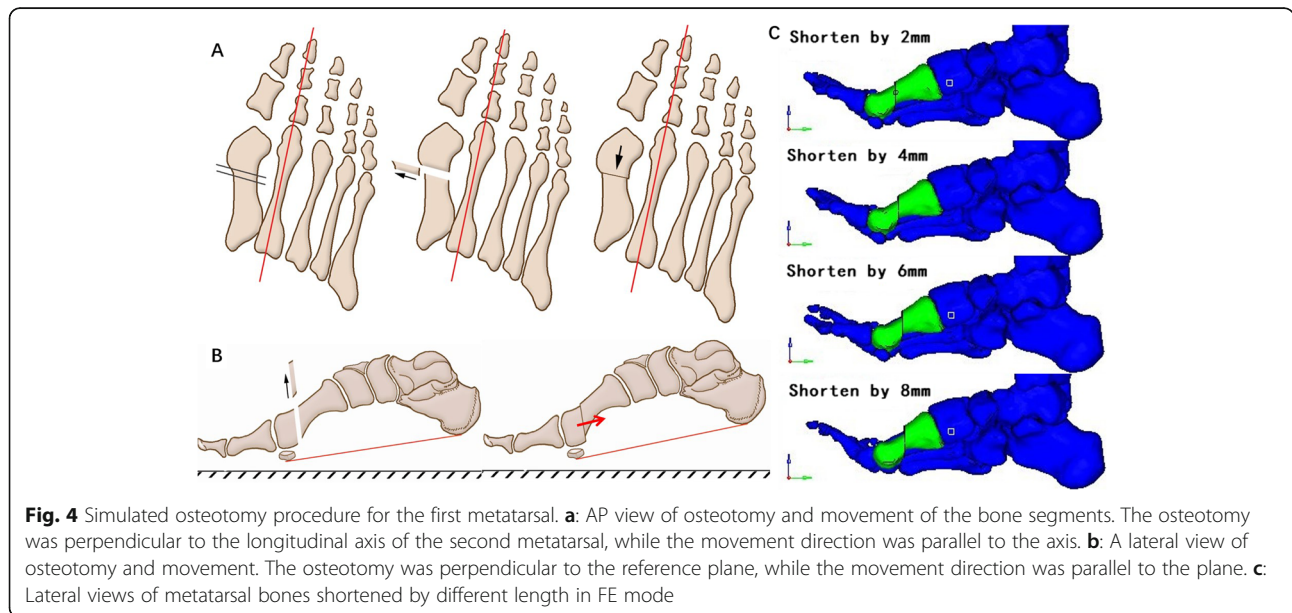 A
C
Shorten by 2mm
Shorten by 4mm
Shorten by 6mm
Shorten by 8mm
B
Fig. 4 Simulated osteotomy procedure for the first metatarsal. a: AP view of osteotomy and movement of the bone segments. The osteotomy
was perpendicular to the longitudinal axis of the second metatarsal, while the movement direction was parallel to the axis. b: A lateral view of
osteotomy and movement. The osteotomy was perpendicular to the reference plane, while the movement direction was parallel to the plane. c:
Lateral views of metatarsal bones shortened by different length in FE mode